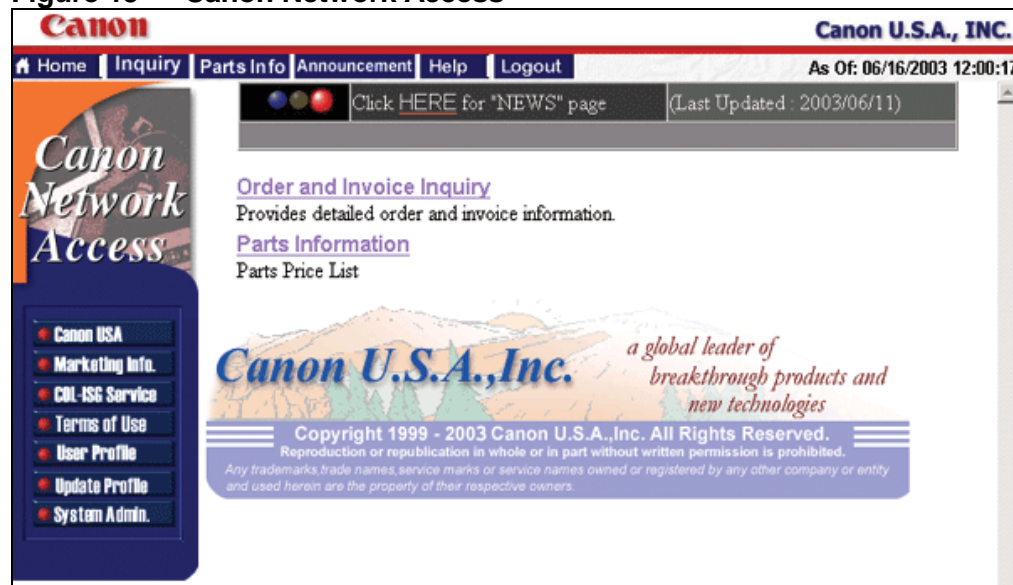 Canon Network Access
Canon
Canon U.S.A., INC.
Home Inquiry Parts Info Announcement Help Logout
As Of: 06/16/2003 12:00:17
Click HERE for "NEWS" page
(Last Updated : 2003/06/11)
Canon
Network
Access
Order and Invoice Inquiry
Provides detailed order and invoice information.
Parts Information
Parts Price List
Canon USA
Marketing Info.
COL-ISG Service
Terms of Use
User Profile
Update Profile
System Admin.
Canon U.S.A.,Inc.
a global leader of
breakthrough products and
new technologies
Copyright 1999 - 2003 Canon U.S.A.,Inc. All Rights Reserved.
Reproduction or republication in whole or in part without written permission is prohibited.
Any trademarks,trade names,service marks or service names owned or registered by any other company or entity
and used herein are the property of their respective owners.